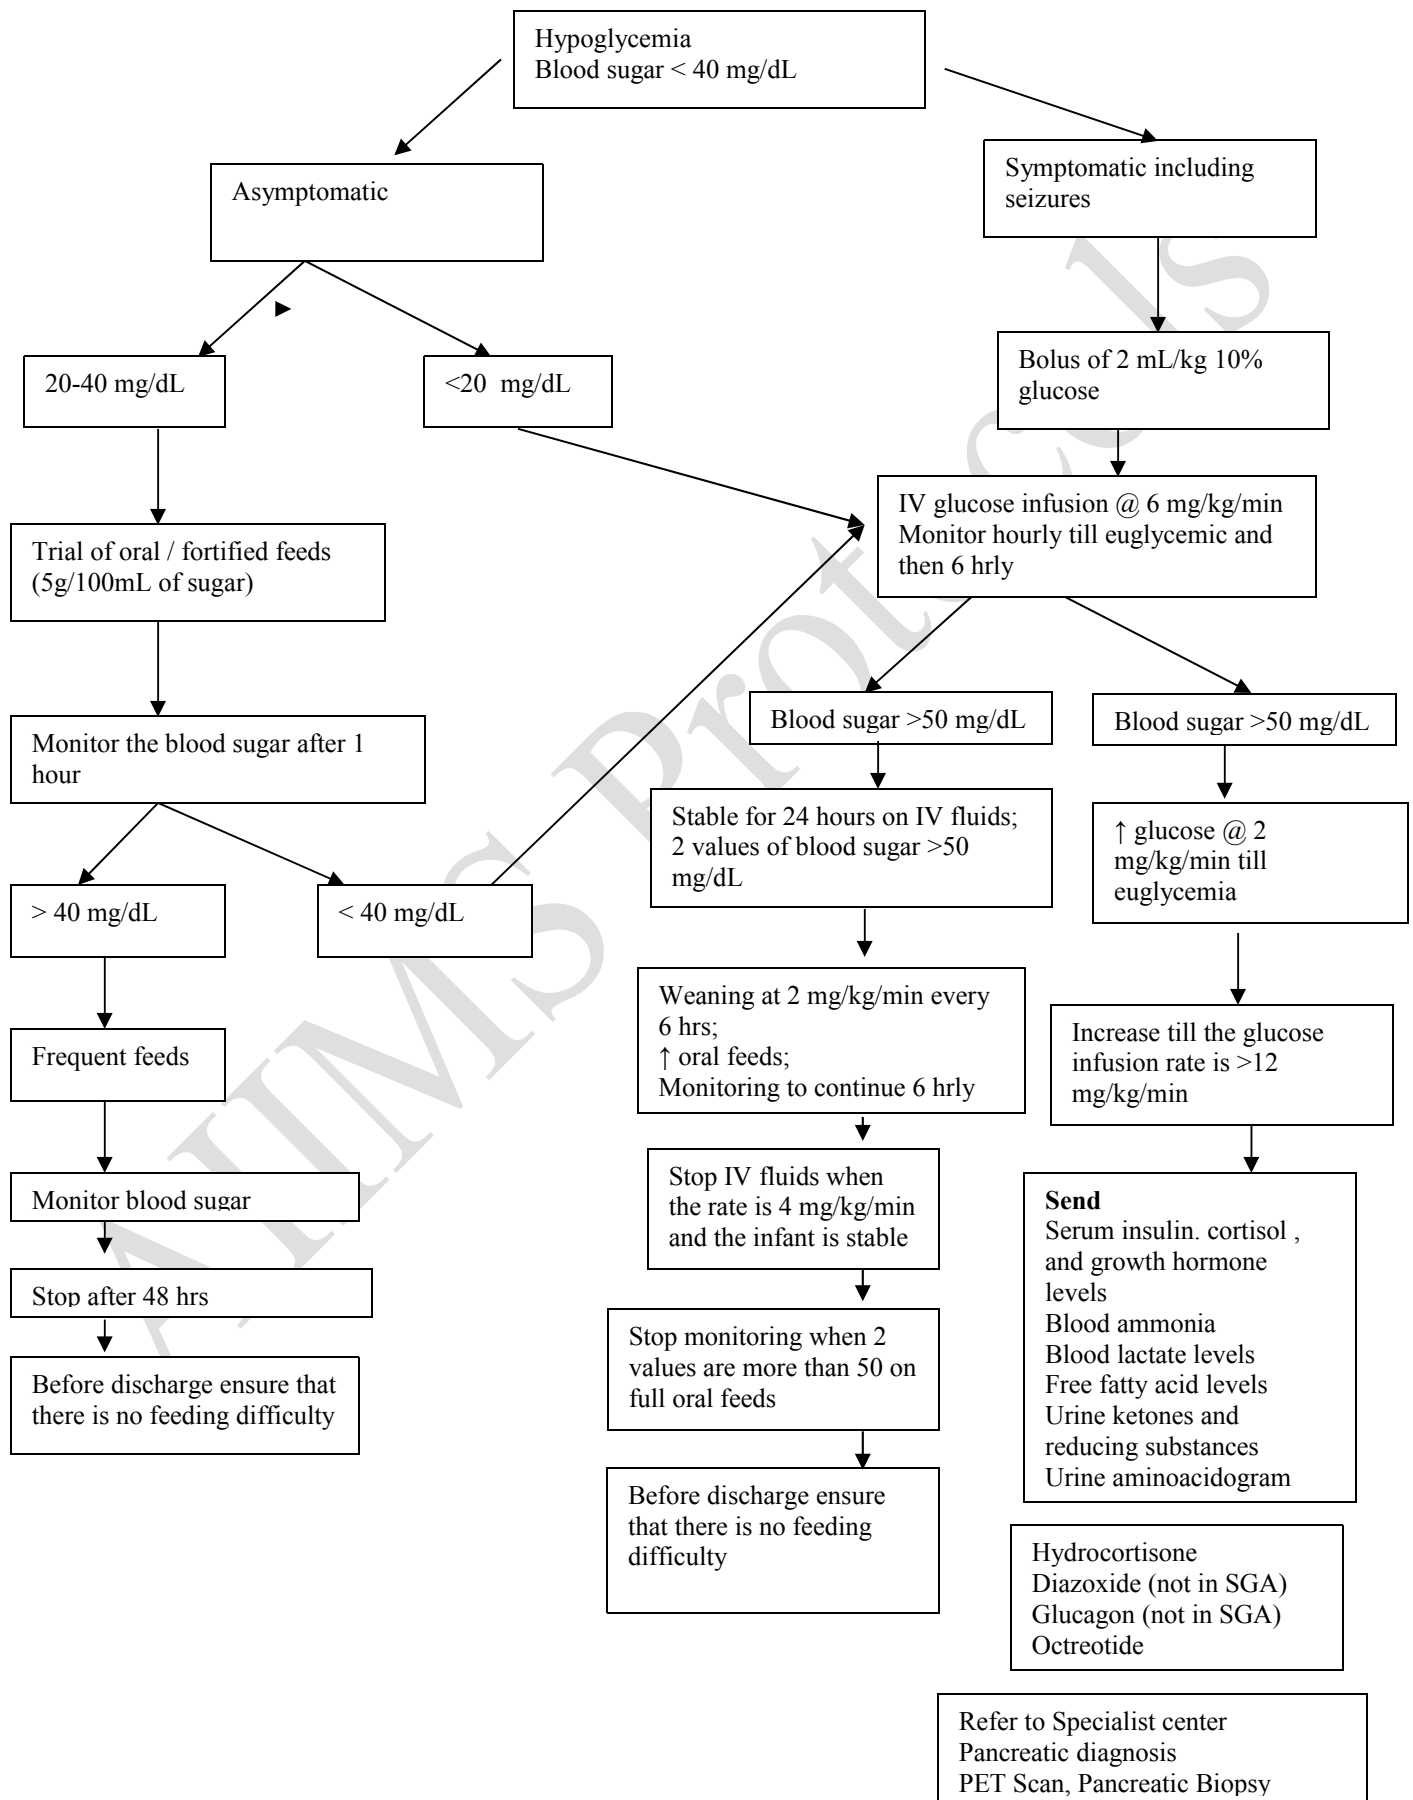 Hypoglycemia
Blood sugar < 40 mg/dL
Asymptomatic
Symptomatic including
seizures
20-40 mg/dL
<20 mg/dL
Bolus of 2 mL/kg 10%
glucose
IV glucose infusion @ 6 mg/kg/min
Monitor hourly till euglycemic and
then 6 hrly
Trial of oral / fortified feeds
(5g/100mL of sugar)
Monitor the blood sugar after 1
hour
> 40 mg/dL
< 40 mg/dL
Frequent feeds
Monitor blood sugar
Stop after 48 hrs
Before discharge ensure that
there is no feeding difficulty
Blood sugar >50 mg/dL
Stable for 24 hours on IV fluids;
2 values of blood sugar >50
mg/dL
Weaning at 2 mg/kg/min every
6 hrs;
↑ oral feeds;
Monitoring to continue 6 hrly
Stop IV fluids when
the rate is 4 mg/kg/min
and the infant is stable
Stop monitoring when 2
values are more than 50 on
full oral feeds
Before discharge ensure
that there is no feeding
difficulty
Blood sugar >50 mg/dL
↑ glucose @ 2
mg/kg/min till
euglycemia
Increase till the glucose
infusion rate is >12
mg/kg/min
Send
Serum insulin. cortisol ,
and growth hormone
levels
Blood ammonia
Blood lactate levels
Free fatty acid levels
Urine ketones and
reducing substances
Urine aminoacidogram
Hydrocortisone
Diazoxide (not in SGA)
Glucagon (not in SGA)
Octreotide
Refer to Specialist center
Pancreatic diagnosis
PET Scan, Pancreatic Biopsy
AIIMS Protocols